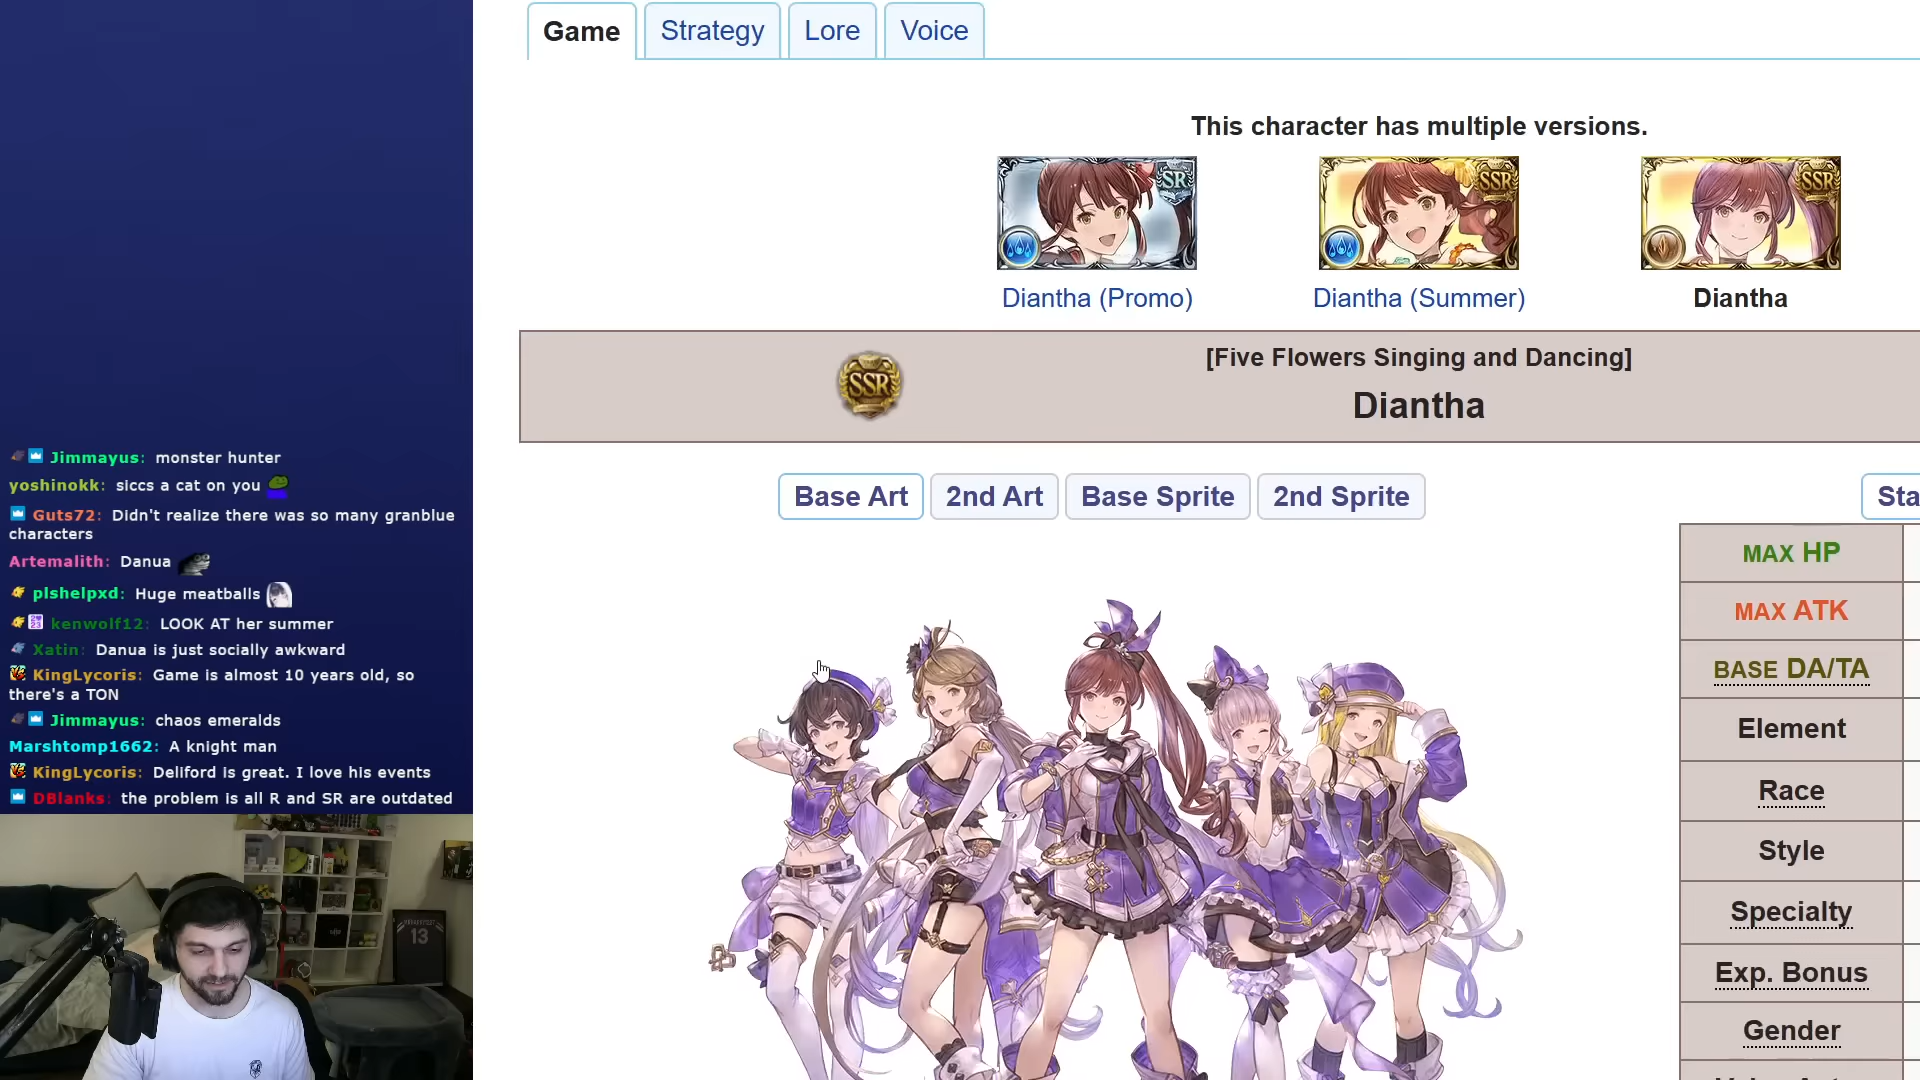 Game
Strategy
Lore
Voice
This character has multiple versions.
SR
SSR
SSR
Diantha (Promo)
Diantha (Summer)
Diantha
SSR
[Five Flowers Singing and Dancing]
Diantha
Base Art
2nd Art
Base Sprite
2nd Sprite
Sta
MAX HP
MAX ATK
BASE DA/TA
Element
Race
Style
Specialty
Exp. Bonus
Gender
Jimmayus: monster hunter
yoshinokk: siccs a cat on you
Guts72: Didn't realize there was so many granblue
characters
Artemalith: Danua
plshelpxd: Huge meatballs
kenwolf12: LOOK AT her summer
Xatin: Danua is just socially awkward
KingLycoris: Game is almost 10 years old, so
there's a TON
Jimmayus: chaos emeralds
Marshtomp1662: A knight man
KingLycoris: Deliford is great. I love his events
DBlanks: the problem is all R and SR are outdated
13